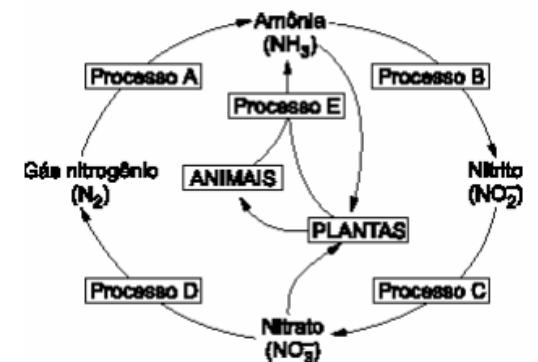 Amônia
(NH₃)
Processo A
Processo B
Processo E
Gás nitrogênio
(N₂)
ANIMAIS
Nitrito
(NO₂⁻)
PLANTAS
Processo D
Processo C
Nitrato
(NO₃⁻)